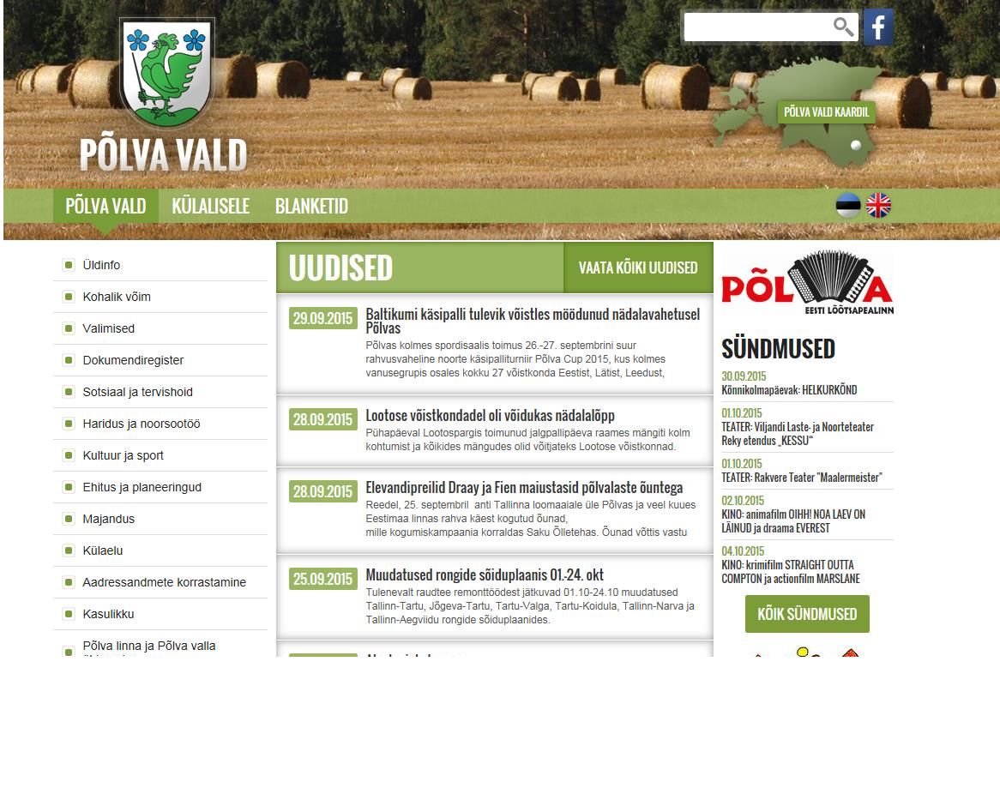 f
PÕLVA VALD KAARDIL
PÕLVA VALD
PÕLVA VALD KÜLALISELE BLANKETID
Üldinfo
Kohalik võim
Valimised
Dokumendiregister
Sotsiaal ja tervishoid
Haridus ja noorsootöö
Kultuur ja sport
Ehitus ja planeeringud
Majandus
Külaelu
Aadressandmete korrastamine
Kasulikku
Põlva linna ja Põlva valla
UUDISED VAATA KÕIKI UUDISED
29.09.2015
Baltikumi käsipalli tulevik võistles möödunud nädalavahetusel
Põlvas
Põlvas kolmes spordisaalis toimus 26.-27. septembrini suur
rahvusvaheline noorte käsipalliturniir Põlva Cup 2015, kus kolmes
vanusegrupis osales kokku 27 võistkonda Eestist, Lätist, Leedust,
28.09.2015
Lootose võistkondadel oli võidukas nädalalõpp
Pühapäeval Lootospargis toimunud jalgpallipäeva raames mängiti kolm
kohtumist ja kõikides mängudes olid võitjateks Lootose võistkonnad.
28.09.2015
Elevandipreilid Draay ja Fien maiustasid põlvalaste õuntega
Reedel, 25. septembril anti Tallinna loomaaiale üle Põlvas ja veel kuues
Eestimaa linnas rahva käest kogutud õunad,
mille kogumiskampaania korraldas Saku Õlletehas. Õunad võttis vastu
25.09.2015
Muudatused rongide sõiduplaanis 01.-24. okt
Tulenevalt raudtee remonttöödest jätkuvad 01.10-24.10 muudatused
Tallinn-Tartu, Jõgeva-Tartu, Tartu-Valga, Tartu-Koidula, Tallinn-Narva ja
Tallinn-Aegviidu rongide sõiduplaanides.
PÕLVA
EESTI LÕÕTSAPEALINN
SÜNDMUSED
30.09.2015
Kõnnikolmapäevak: HELKURKÕND
01.10.2015
TEATER: Viljandi Laste- ja Noorteteater
Reky etendus „KESSU“
01.10.2015
TEATER: Rakvere Teater "Maalermeister"
02.10.2015
KINO: animafilm OIHH! NOA LAEV ON
LÄINUD ja draama EVEREST
04.10.2015
KINO: krimifilm STRAIGHT OUTTA
COMPTON ja actionfilm MARSLANE
KÕIK SÜNDMUSED